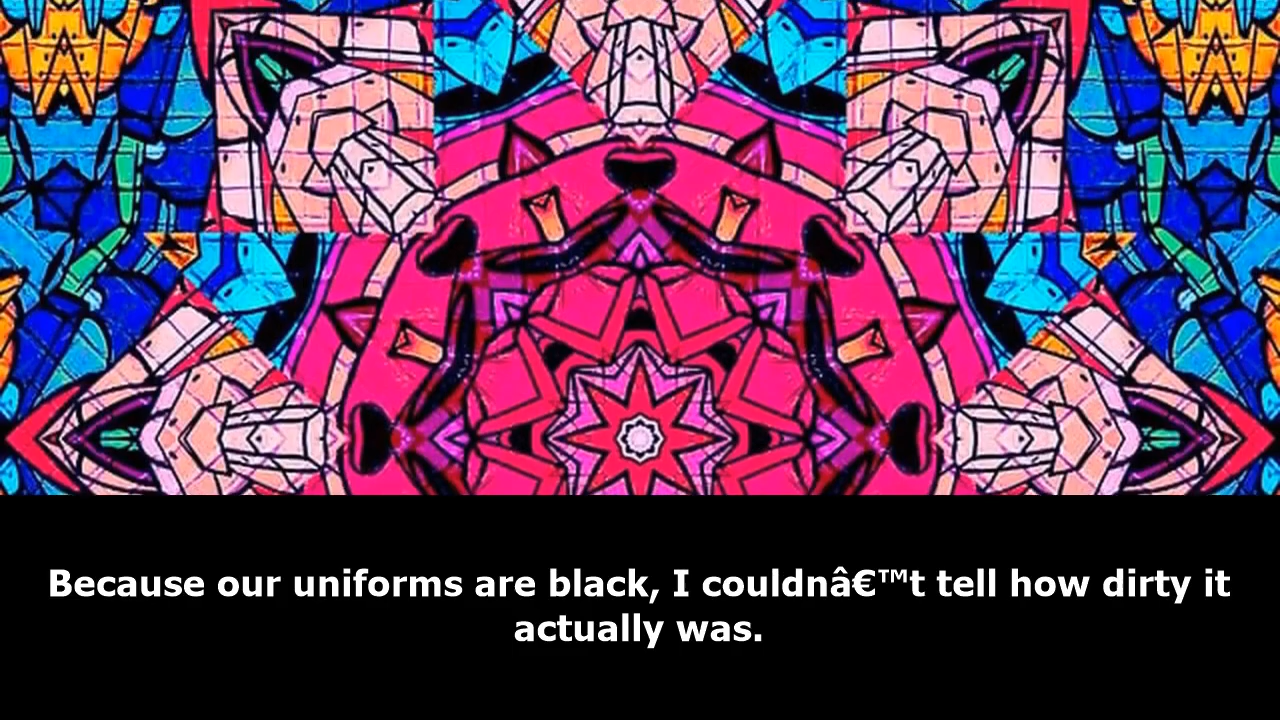 Because our uniforms are black, I couldnâ€™t tell how dirty it
actually was.